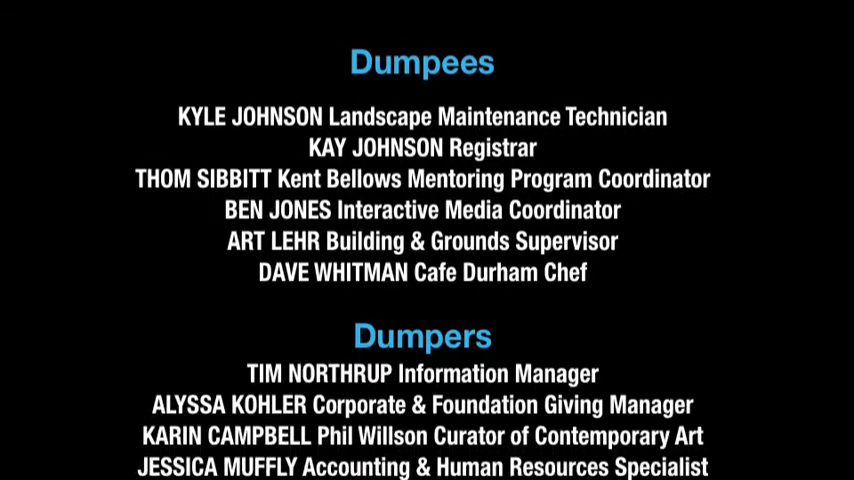 Dumpees
KYLE JOHNSON Landscape Maintenance Technician
KAY JOHNSON Registrar
THOM SIBBITT Kent Bellows Mentoring Program Coordinator
BEN JONES Interactive Media Coordinator
ART LEHR Building & Grounds Supervisor
DAVE WHITMAN Cafe Durham Chef
Dumpers
TIM NORTHRUP Information Manager
ALYSSA KOHLER Corporate & Foundation Giving Manager
KARIN CAMPBELL Phil Willson Curator of Contemporary Art
JESSICA MUFFLY Accounting & Human Resources Specialist